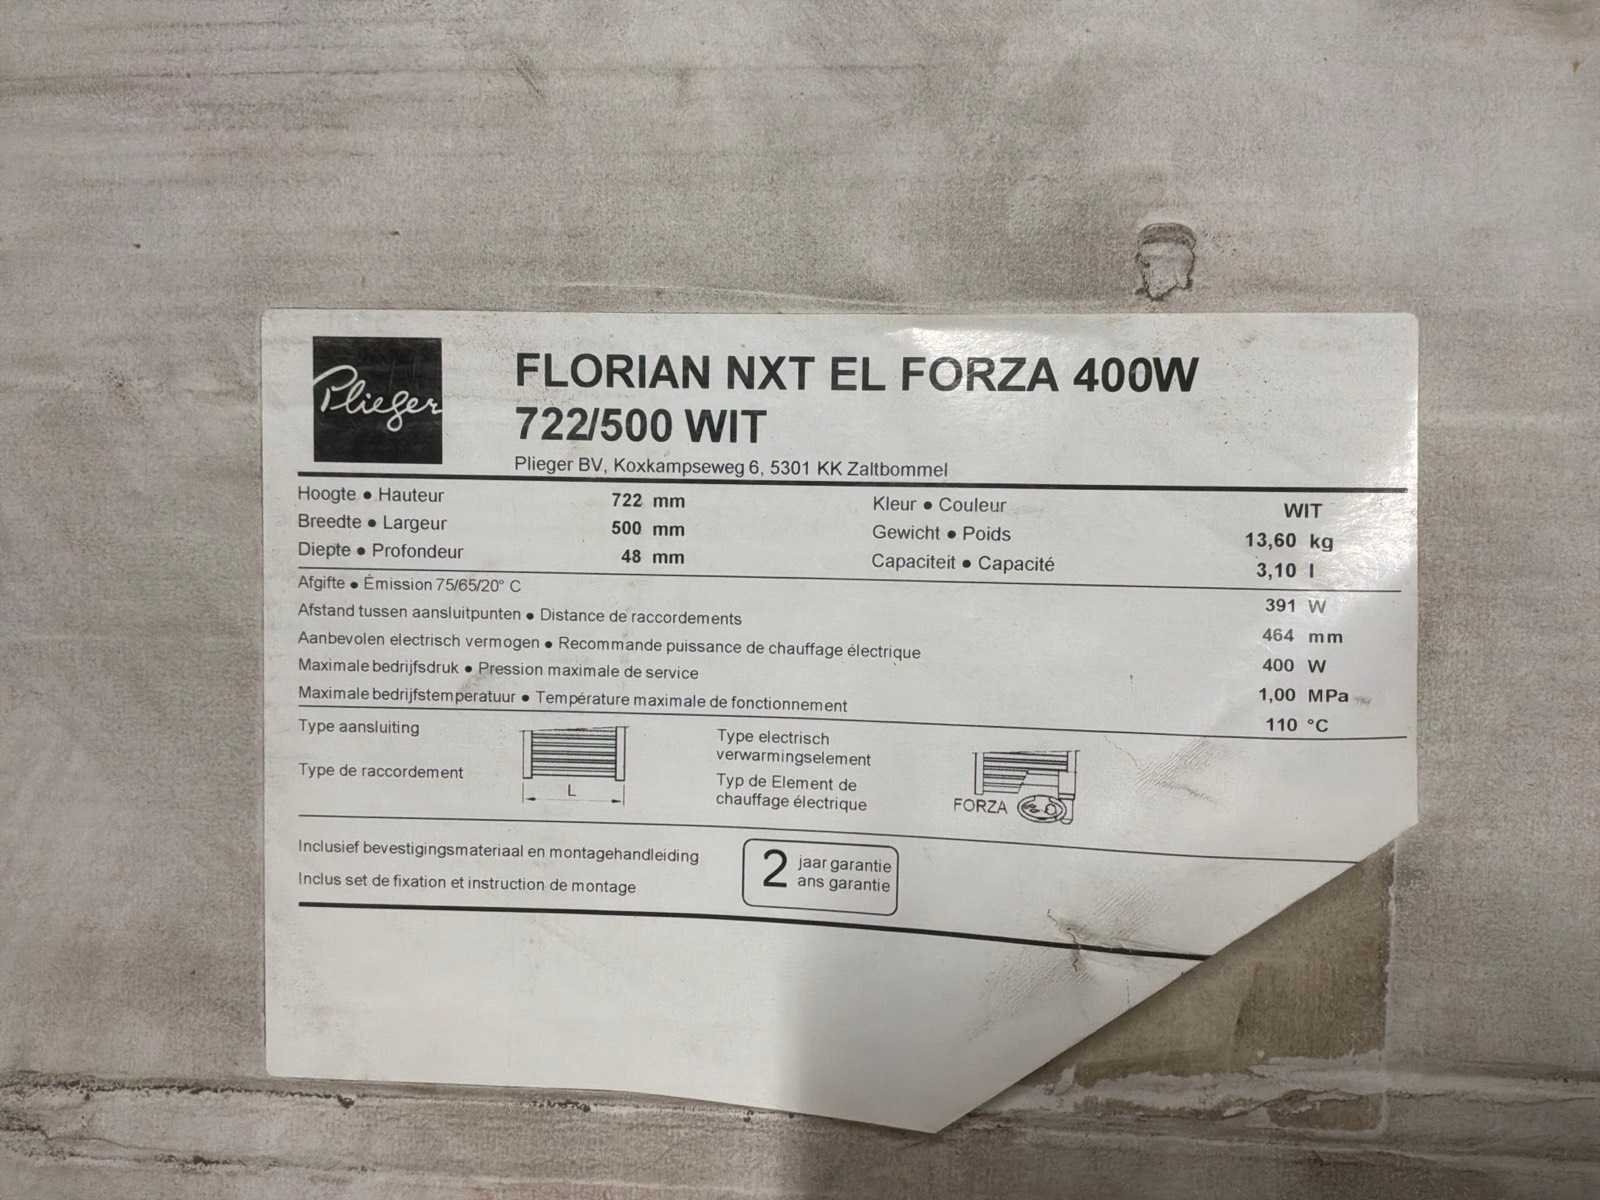 Plieger
FLORIAN NXT EL FORZA 400W
722/500 WIT
Plieger BV, Koxkampseweg 6, 5301 KK Zaltbommel
Hoogte • Hauteur 722 mm Kleur • Couleur WIT
Breedte • Largeur 500 mm Gewicht • Poids 13,60 kg
Diepte • Profondeur 48 mm Capaciteit • Capacité 3,10 l
Afgifte • Émission 75/65/20° C 391 W
Afstand tussen aansluitpunten • Distance de raccordements 464 mm
Aanbevolen electrisch vermogen • Recommande puissance de chauffage électrique 400 W
Maximale bedrijfsdruk • Pression maximale de service 1,00 MPa
Maximale bedrijfstemperatuur • Température maximale de fonctionnement 110 °C
Type aansluiting
Type de raccordement
L
Type electrisch
verwarmingselement
Typ de Element de
chauffage électrique
FORZA
Inclusief bevestigingsmateriaal en montagehandleiding
Inclus set de fixation et instruction de montage
2 jaar garantie
ans garantie